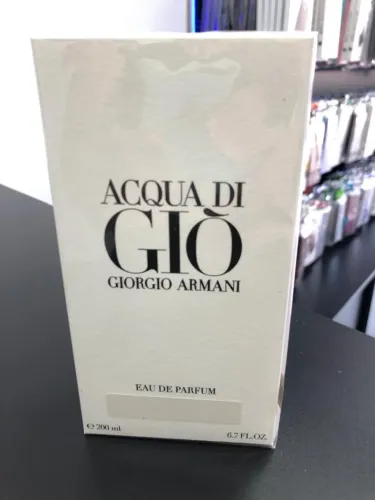 ACQUA DI
GIÒ
GIORGIO ARMANI
EAU DE PARFUM
℮ 200 ml 6.7 FL.OZ.